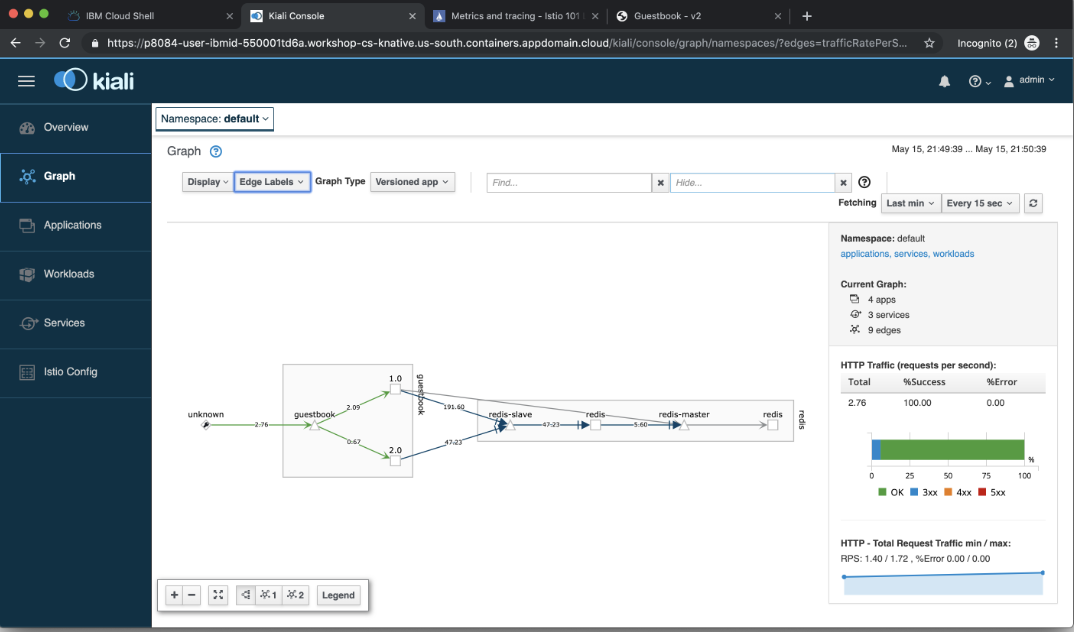 IBM Cloud Shell
Kiali Console
Metrics and tracing - Istio 101
Guestbook - v2
https://p8084-user-ibmid-550001td6a.workshop-cs-knative.us-south.containers.appdomain.cloud/kiali/console/graph/namespaces/?edges=trafficRatePerS...
Incognito (2)
kiali
admin
Overview
Graph
Applications
Workloads
Services
Istio Config
Namespace: default
Graph
May 15, 21:49:39 ... May 15, 21:50:39
Display
Edge Labels
Graph Type
Versioned app
Find...
Hide...
Fetching
Last min
Every 15 sec
unknown
2.76
guestbook
2.09
0.67
1.0
2.0
guestbook
191.60
47.23
redis-slave
47.23
redis
5.60
redis-master
redis
redis
Namespace: default
applications, services, workloads
Current Graph:
4 apps
3 services
9 edges
HTTP Traffic (requests per second):
Total %Success %Error
2.76 100.00 0.00
%
0 25 50 75 100
OK 3xx 4xx 5xx
HTTP - Total Request Traffic min / max:
RPS: 1.40 / 1.72 , %Error 0.00 / 0.00
1
2
Legend